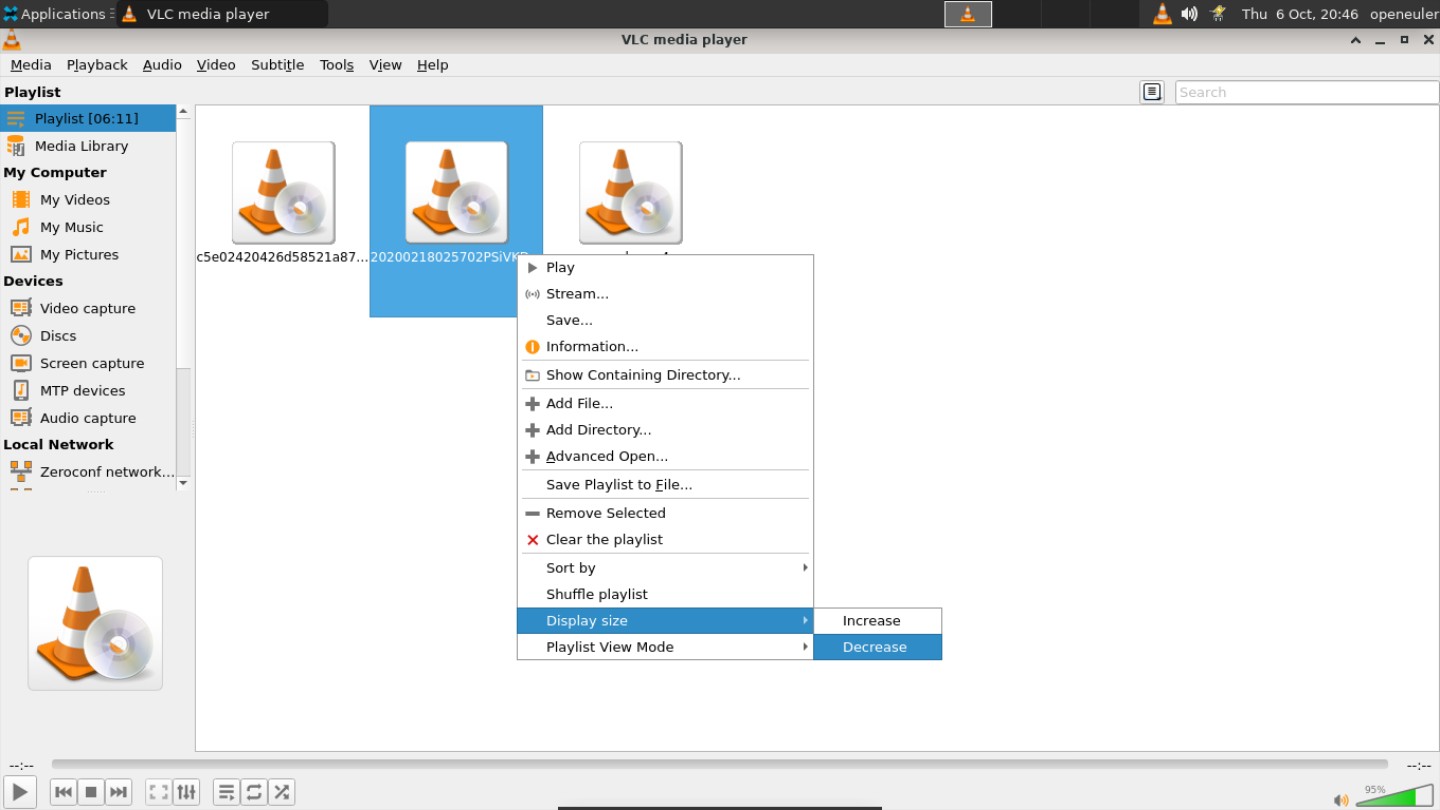 Applications VLC media player Thu 6 Oct, 20:46 openeuler
VLC media player
Media Playback Audio Video Subtitle Tools View Help
Playlist
Search
Playlist [06:11]
Media Library
My Computer
My Videos
My Music
My Pictures
Devices
Video capture
Discs
Screen capture
MTP devices
Audio capture
Local Network
Zeroconf network...
c5e02420426d58521a87...
Play
Stream...
Save...
Information...
Show Containing Directory...
Add File...
Add Directory...
Advanced Open...
Save Playlist to File...
Remove Selected
Clear the playlist
Sort by
Shuffle playlist
Display size
Playlist View Mode
Increase
Decrease
--:--
--:--
95%